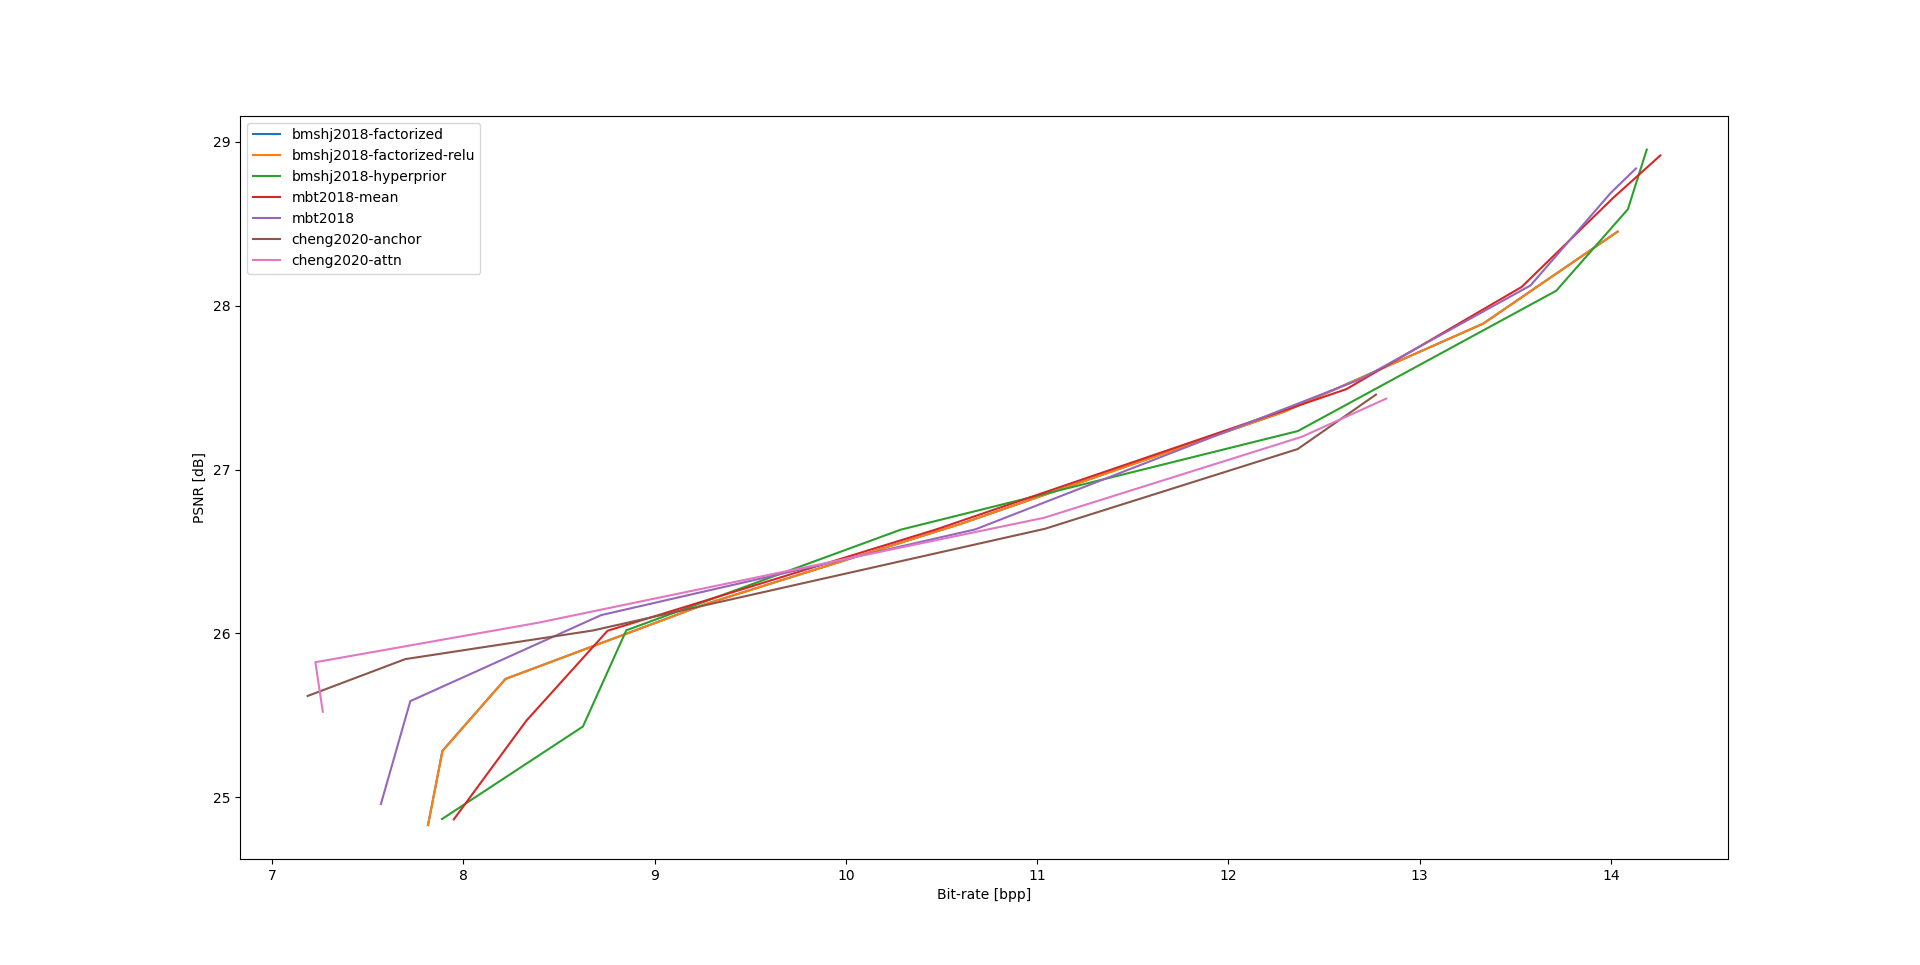 bmshj2018-factorized
bmshj2018-factorized-relu
bmshj2018-hyperprior
mbt2018-mean
mbt2018
cheng2020-anchor
cheng2020-attn
29
28
27
26
25
PSNR [dB]
7 8 9 10 11 12 13 14
Bit-rate [bpp]